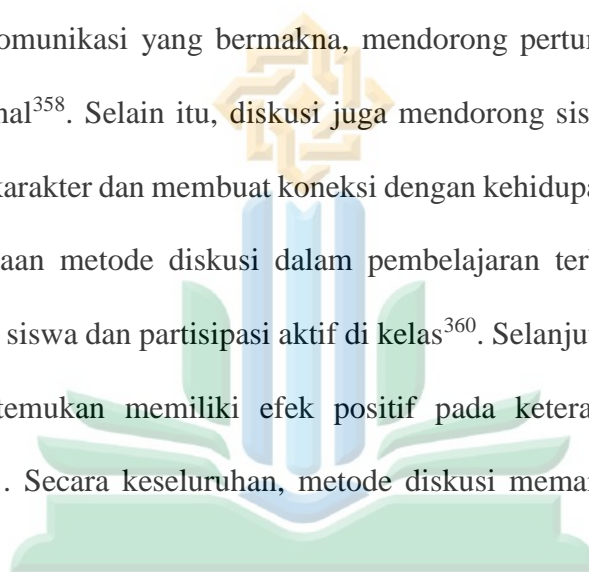 omunikasi yang bermakna, mendorong pertur
nal³⁵⁸. Selain itu, diskusi juga mendorong sis
karakter dan membuat koneksi dengan kehidupa
aan metode diskusi dalam pembelajaran ter
siswa dan partisipasi aktif di kelas³⁶⁰. Selanjut
temukan memiliki efek positif pada ketera
. Secara keseluruhan, metode diskusi mema